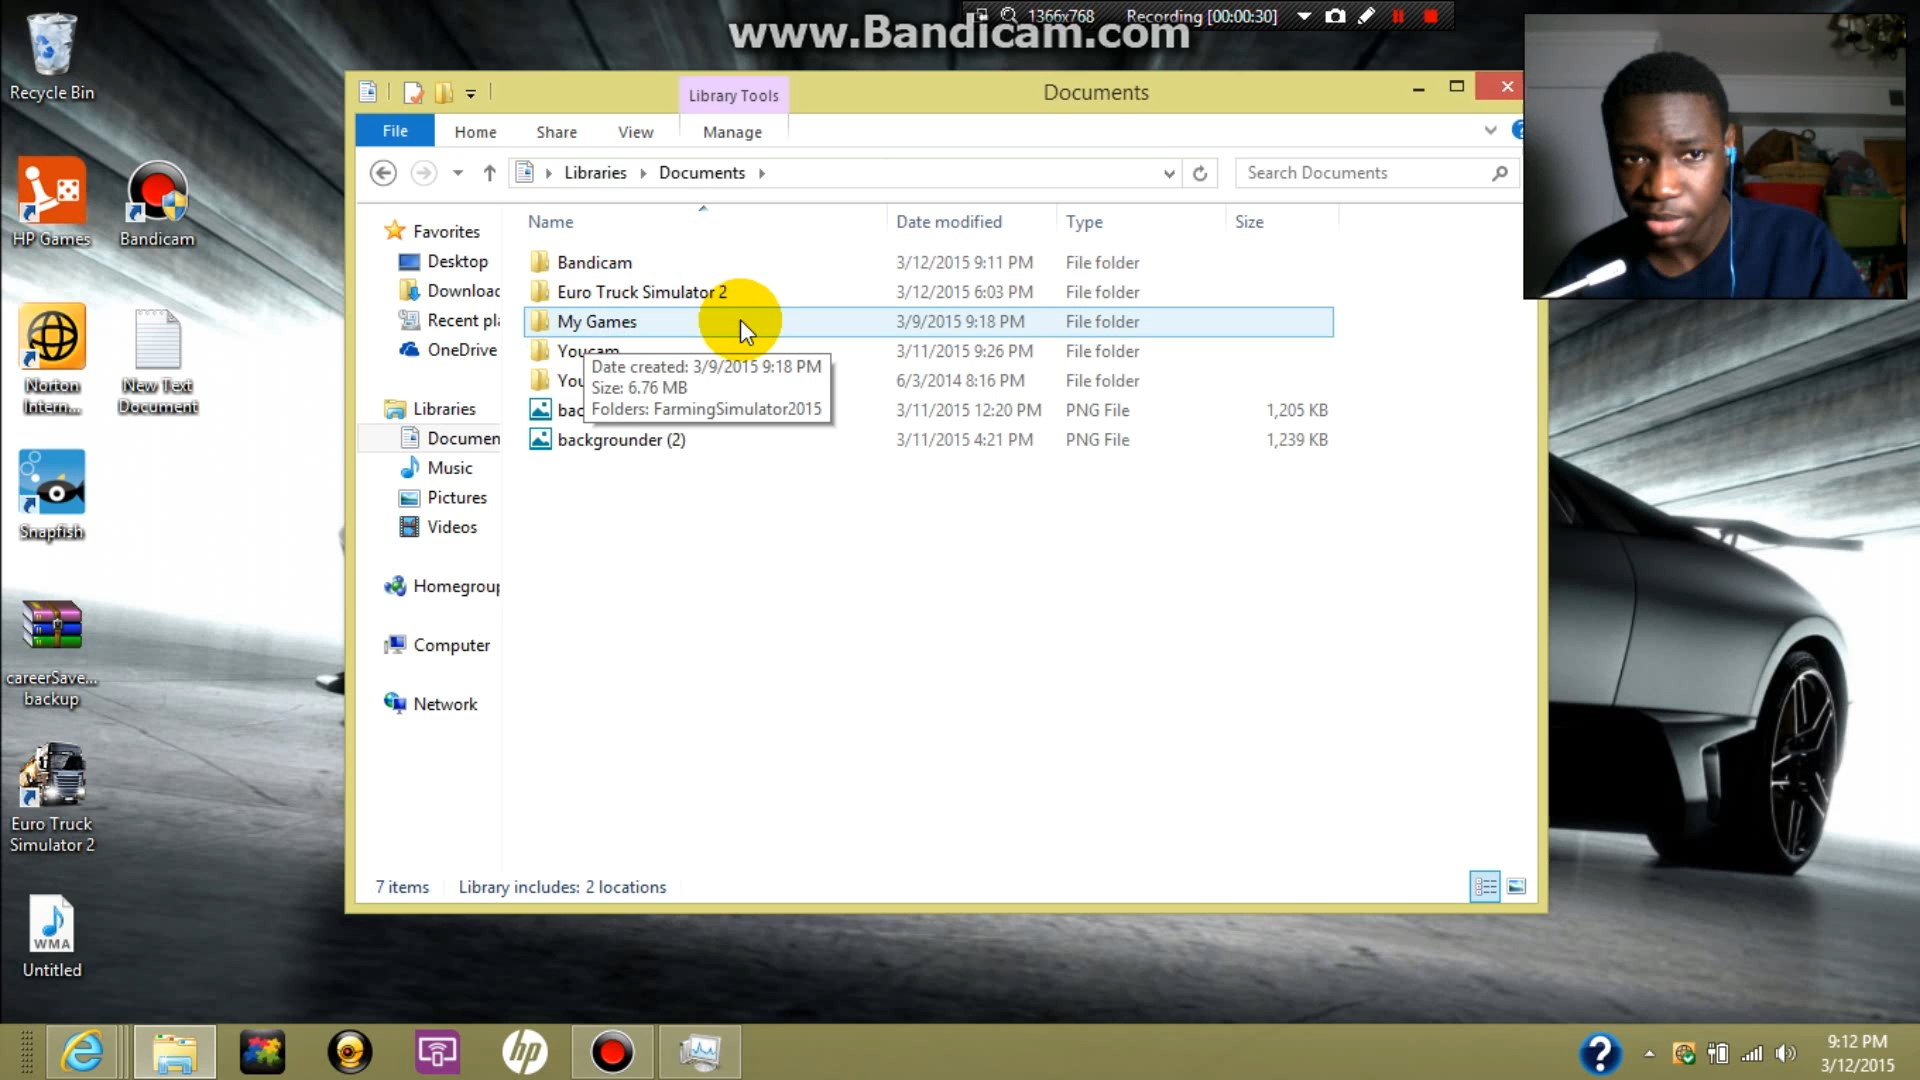 www.Bandicam.com
1366x768 Recording [00:00:30]
Recycle Bin
HP Games
Bandicam
Norton
Intern...
New Text
Document
Snapfish
careerSave...
backup
Euro Truck
Simulator 2
WMA
Untitled
Library Tools
Documents
File Home Share View Manage
Libraries Documents
Search Documents
Name Date modified Type Size
Favorites
Desktop
Downloac
Recent pl
OneDrive
Libraries
Documen
Music
Pictures
Videos
Homegroup
Computer
Network
Bandicam 3/12/2015 9:11 PM File folder
Euro Truck Simulator 2 3/12/2015 6:03 PM File folder
My Games 3/9/2015 9:18 PM File folder
Youcam 3/11/2015 9:26 PM File folder
You 6/3/2014 8:16 PM File folder
bac 3/11/2015 12:20 PM PNG File 1,205 KB
backgrounder (2) 3/11/2015 4:21 PM PNG File 1,239 KB
Date created: 3/9/2015 9:18 PM
Size: 6.76 MB
Folders: FarmingSimulator2015
7 items Library includes: 2 locations
hp
?
9:12 PM
3/12/2015